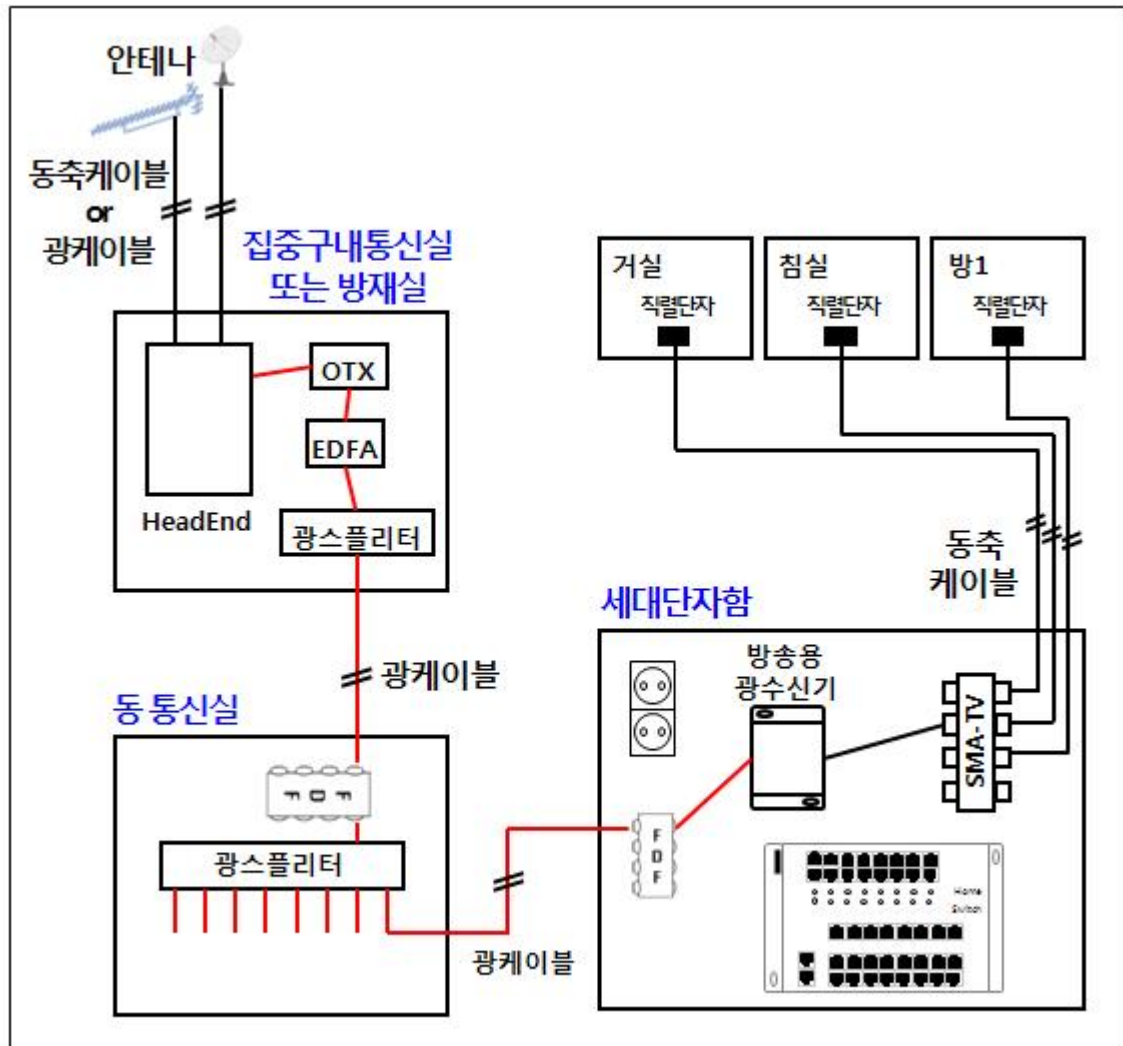 안테나
동축케이블
or
광케이블
집중구내통신실
또는 방재실
OTX
EDFA
HeadEnd
광스플리터
광케이블
동 통신실
F D F
광스플리터
광케이블
거실
직렬단자
침실
직렬단자
방1
직렬단자
동축
케이블
세대단자함
방송용
광수신기
SMA-TV
F
D
F
Home
Switch